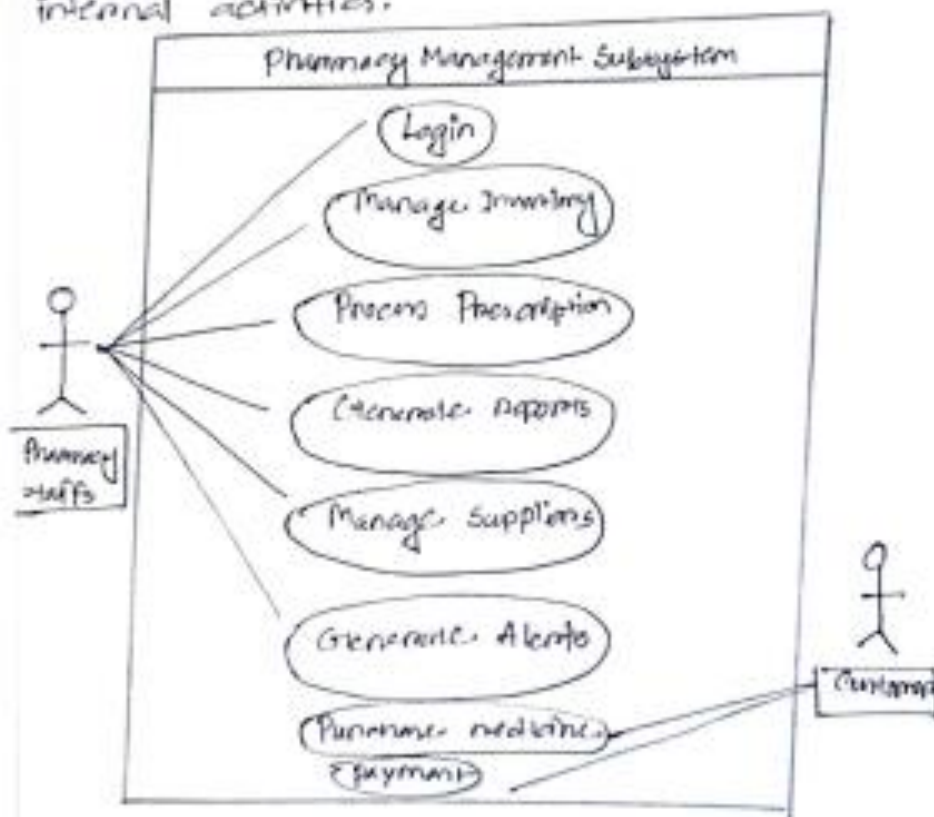 internal activities.
Pharmacy Management Subsystem
Login
Manage Inventory
Process Prescription
Generate Reports
Manage Suppliers
Pharmacy
staffs
Generate Alerts
Customer
Purchase medicine
payment